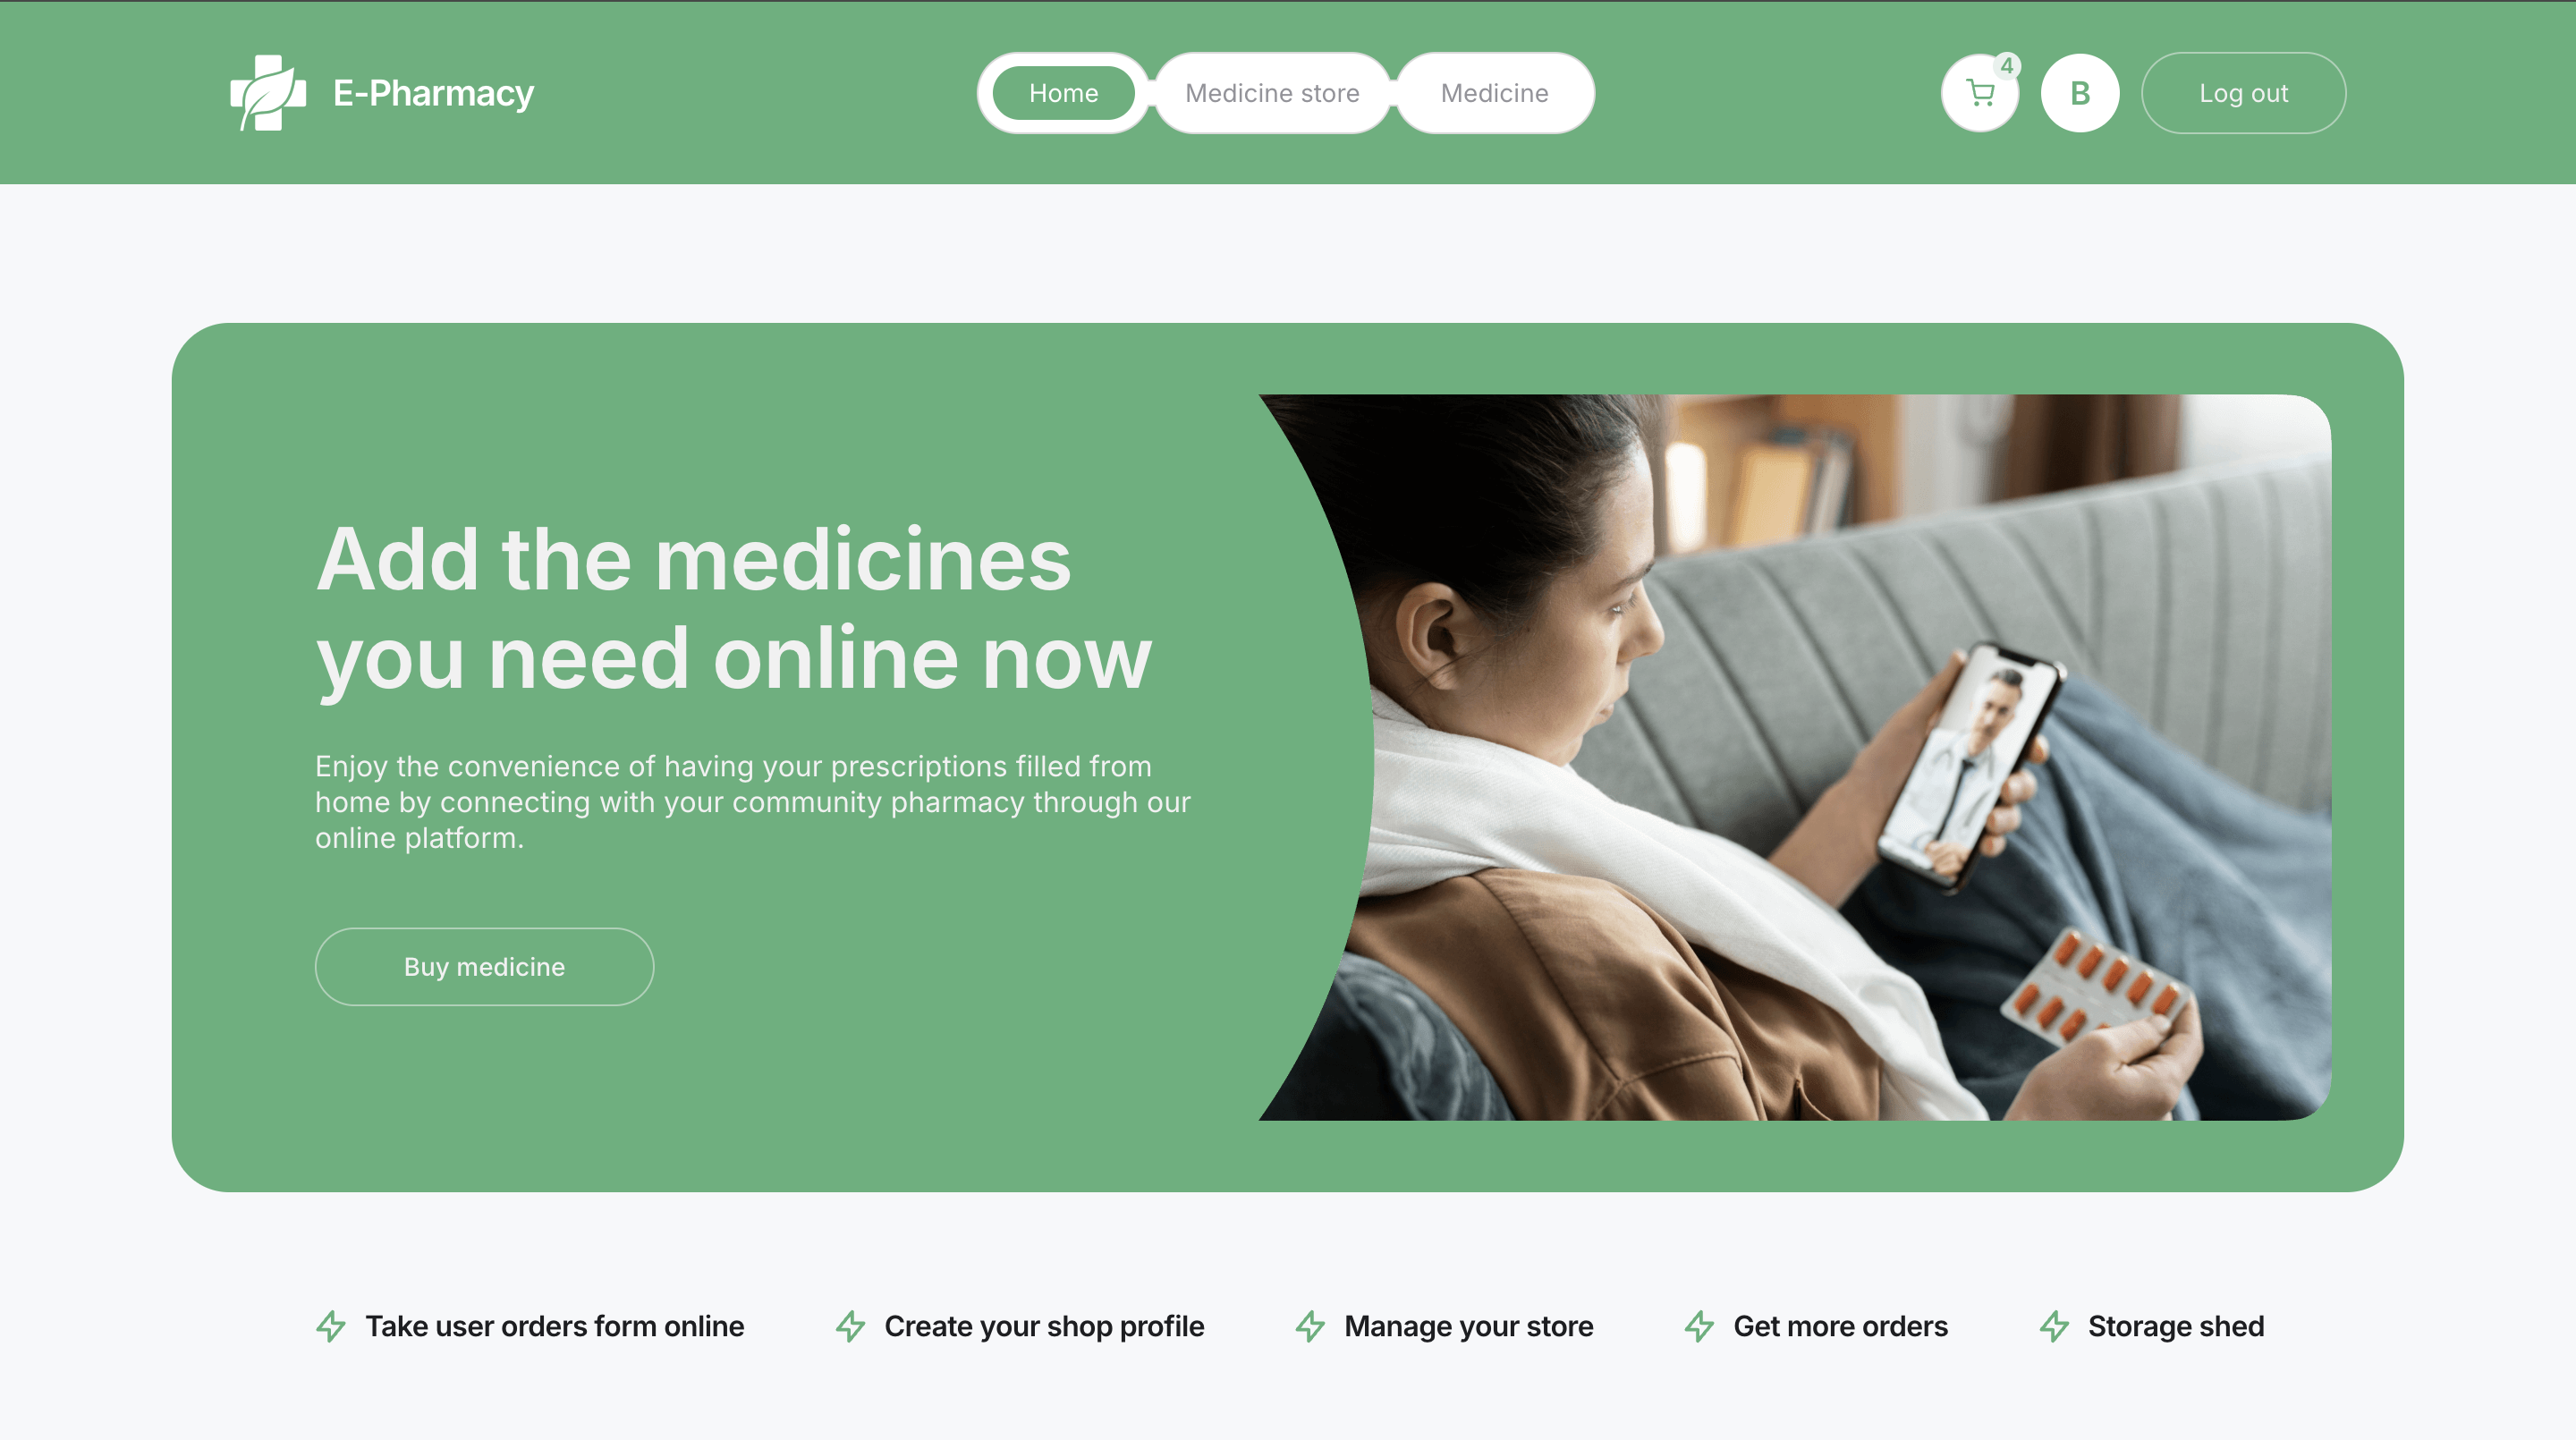 E-Pharmacy
Home
Medicine store
Medicine
4
B
Log out
Add the medicines
you need online now
Enjoy the convenience of having your prescriptions filled from
home by connecting with your community pharmacy through our
online platform.
Buy medicine
Take user orders form online
Create your shop profile
Manage your store
Get more orders
Storage shed